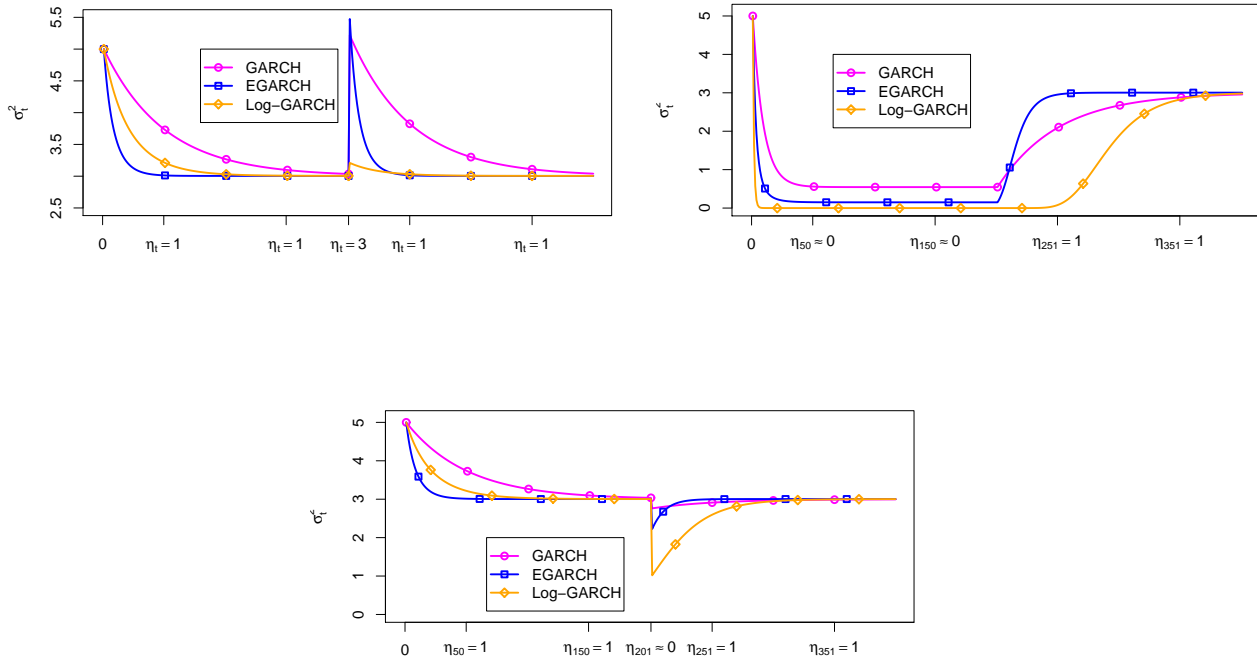 σ²ₜ
5.5
4.5
3.5
2.5
GARCH
EGARCH
Log−GARCH
0 ηₜ = 1 ηₜ = 1 ηₜ = 3 ηₜ = 1 ηₜ = 1
σ²ₜ
5
4
3
2
1
0
GARCH
EGARCH
Log−GARCH
0 η₅₀ ≈ 0 η₁₅₀ ≈ 0 η₂₅₁ = 1 η₃₅₁ = 1
σ²ₜ
5
4
3
2
1
0
GARCH
EGARCH
Log−GARCH
0 η₅₀ = 1 η₁₅₀ = 1 η₂₀₁ ≈ 0 η₂₅₁ = 1 η₃₅₁ = 1